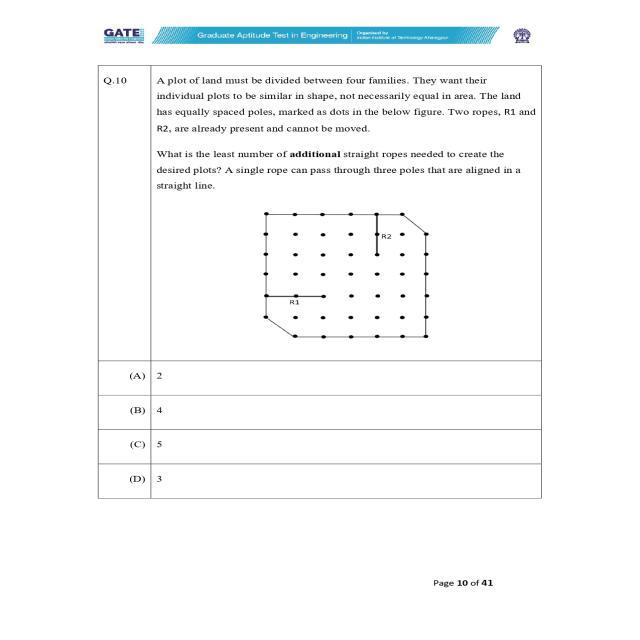 GATE
Graduate Aptitude Test in Engineering
Organised by
Indian Institute of Technology Kharagpur
Q.10
A plot of land must be divided between four families. They want their
individual plots to be similar in shape, not necessarily equal in area. The land
has equally spaced poles, marked as dots in the below figure. Two ropes, R1 and
R2, are already present and cannot be moved.
What is the least number of additional straight ropes needed to create the
desired plots? A single rope can pass through three poles that are aligned in a
straight line.
R2
R1
(A) 2
(B) 4
(C) 5
(D) 3
Page 10 of 41